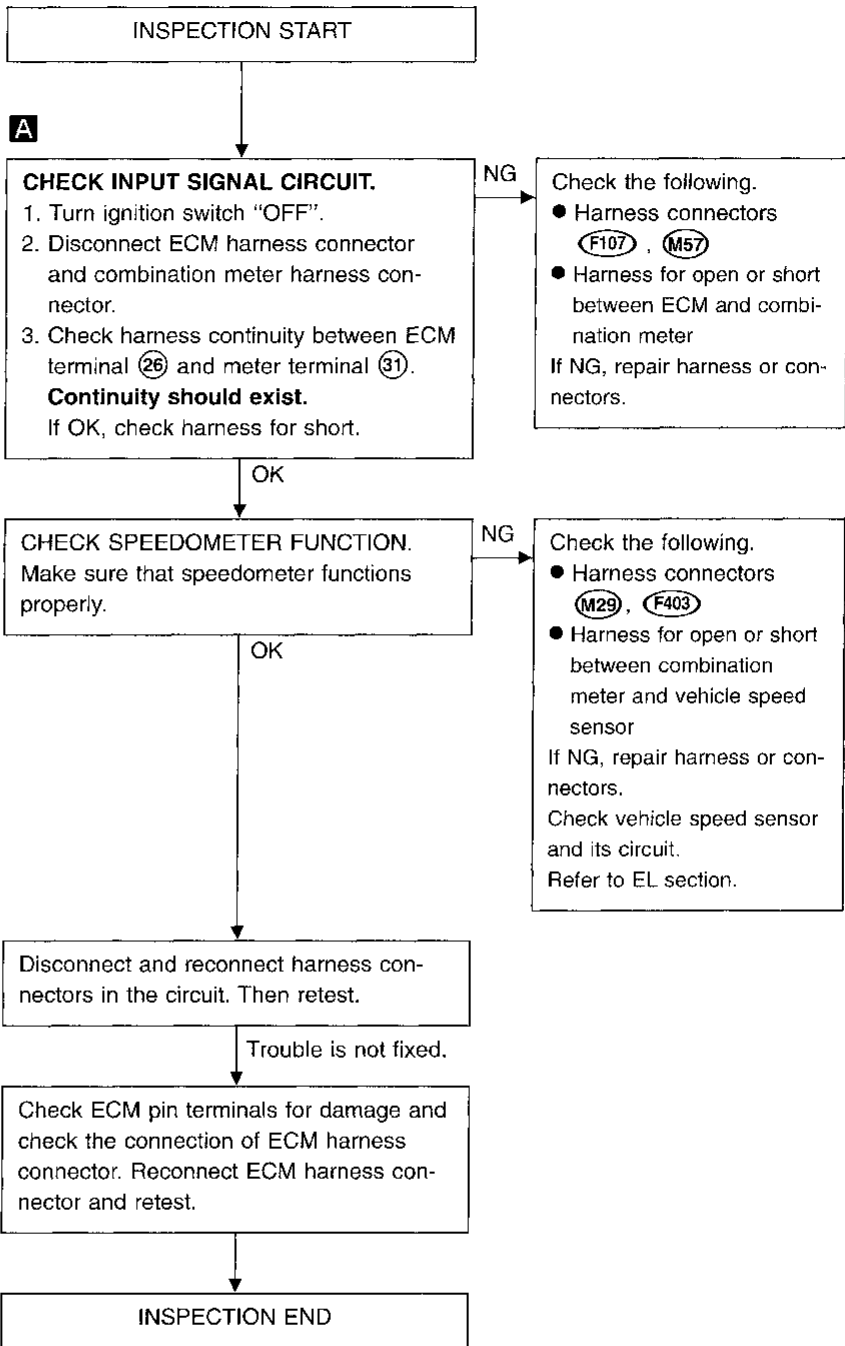 INSPECTION START
A
CHECK INPUT SIGNAL CIRCUIT.
1. Turn ignition switch “OFF”.
2. Disconnect ECM harness connector
and combination meter harness con-
nector.
3. Check harness continuity between ECM
terminal 26 and meter terminal 31.
Continuity should exist.
If OK, check harness for short.
NG
Check the following.
● Harness connectors
F107 , M57
● Harness for open or short
between ECM and combi-
nation meter
If NG, repair harness or con-
nectors.
OK
CHECK SPEEDOMETER FUNCTION.
Make sure that speedometer functions
properly.
NG
Check the following.
● Harness connectors
M29 , F403
● Harness for open or short
between combination
meter and vehicle speed
sensor
If NG, repair harness or con-
nectors.
Check vehicle speed sensor
and its circuit.
Refer to EL section.
OK
Disconnect and reconnect harness con-
nectors in the circuit. Then retest.
Trouble is not fixed.
Check ECM pin terminals for damage and
check the connection of ECM harness
connector. Reconnect ECM harness con-
nector and retest.
INSPECTION END